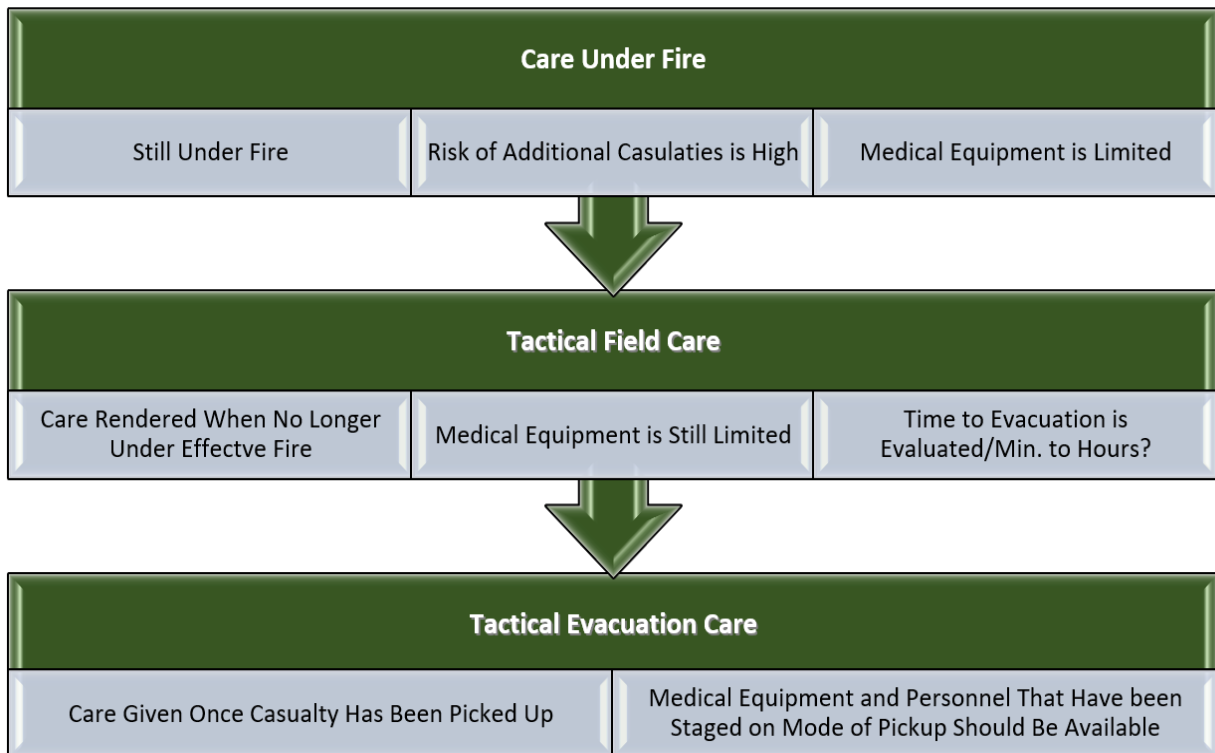 Care Under Fire
Still Under Fire
Risk of Additional Casulaties is High
Medical Equipment is Limited
Tactical Field Care
Care Rendered When No Longer
Under Effectve Fire
Medical Equipment is Still Limited
Time to Evacuation is
Evaluated/Min. to Hours?
Tactical Evacuation Care
Care Given Once Casualty Has Been Picked Up
Medical Equipment and Personnel That Have been
Staged on Mode of Pickup Should Be Available